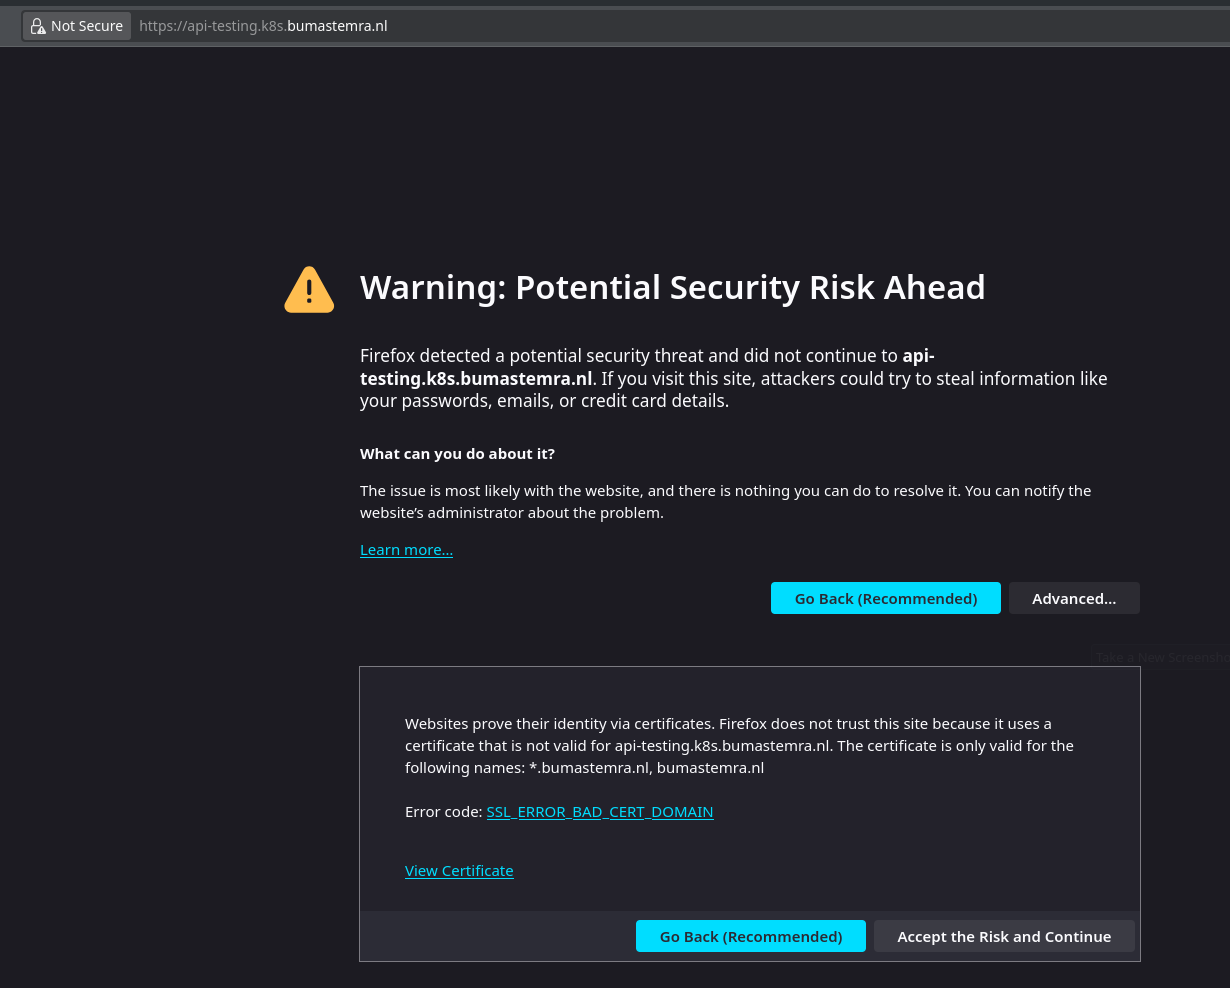 Not Secure https://api-testing.k8s.bumastemra.nl
Warning: Potential Security Risk Ahead
Firefox detected a potential security threat and did not continue to api-
testing.k8s.bumastemra.nl. If you visit this site, attackers could try to steal information like
your passwords, emails, or credit card details.
What can you do about it?
The issue is most likely with the website, and there is nothing you can do to resolve it. You can notify the
website’s administrator about the problem.
Learn more…
Go Back (Recommended) Advanced…
Take a New Screensho
Websites prove their identity via certificates. Firefox does not trust this site because it uses a
certificate that is not valid for api-testing.k8s.bumastemra.nl. The certificate is only valid for the
following names: *.bumastemra.nl, bumastemra.nl
Error code: SSL_ERROR_BAD_CERT_DOMAIN
View Certificate
Go Back (Recommended) Accept the Risk and Continue